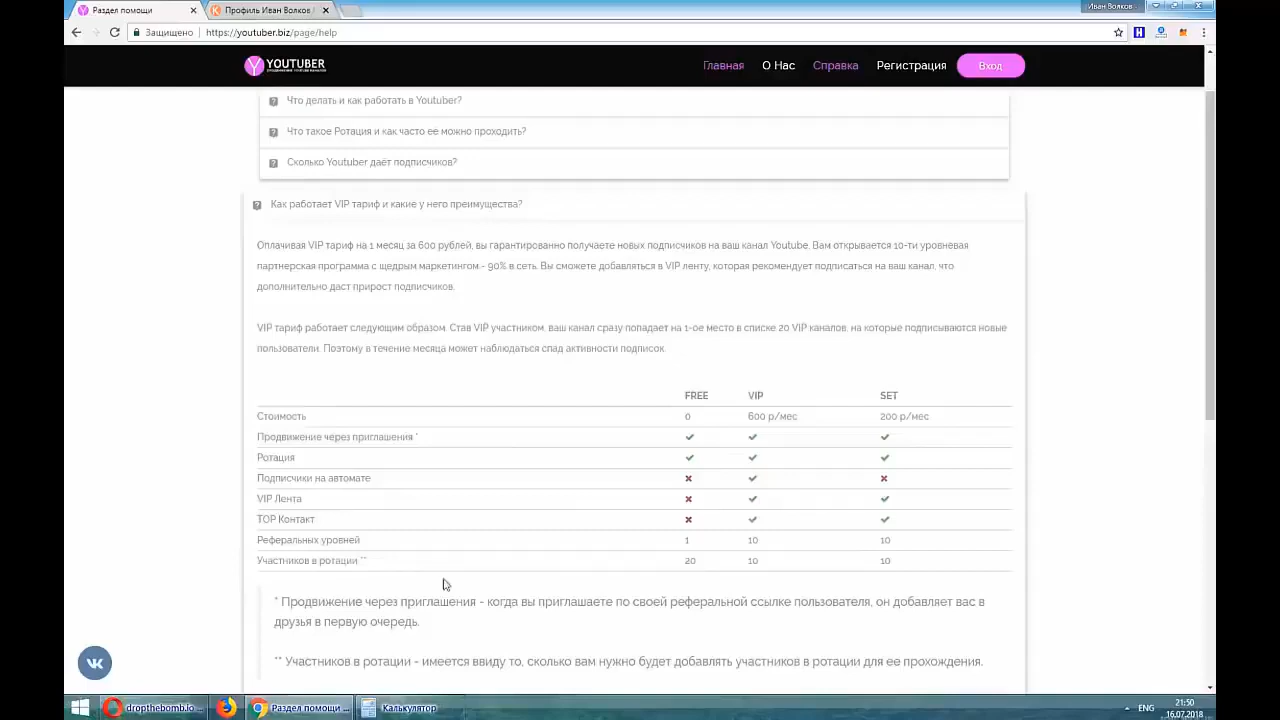 Раздел помощи
Профиль Иван Волков
Иван Волков
Защищено
https://youtuber.biz/page/help
YOUTUBER
Главная
О Нас
Справка
Регистрация
Вход
Что делать и как работать в Youtuber?
Что такое Ротация и как часто ее можно проходить?
Сколько Youtuber даёт подписчиков?
Как работает VIP тариф и какие у него преимущества?
Оплачивая VIP тариф на 1 месяц за 600 рублей, вы гарантированно получаете новых подписчиков на ваш канал Youtube. Вам открывается 10-ти уровневая
партнерская программа с щедрым маркетингом - 90% в сеть. Вы сможете добавляться в VIP ленту, которая рекомендует подписаться на ваш канал, что
дополнительно даст прирост подписчиков.
VIP тариф работает следующим образом. Став VIP участником, ваш канал сразу попадает на 1-ое место в списке 20 VIP каналов, на которые подписываются новые
пользователи. Поэтому в течение месяца может наблюдаться спад активности подписок.
FREE VIP SET
Стоимость 0 600 р/мес 200 р/мес
Продвижение через приглашения *
Ротация
Подписчики на автомате
VIP Лента
TOP Контакт
Реферальных уровней 1 10 10
Участников в ротации ** 20 10 10
* Продвижение через приглашения - когда вы приглашаете по своей реферальной ссылке пользователя, он добавляет вас в
друзья в первую очередь.
** Участников в ротации - имеется ввиду то, сколько вам нужно будет добавлять участников в ротации для ее прохождения.
dropthebomb.io...
Раздел помощи ...
Калькулятор
ENG
21:50
16.07.2018